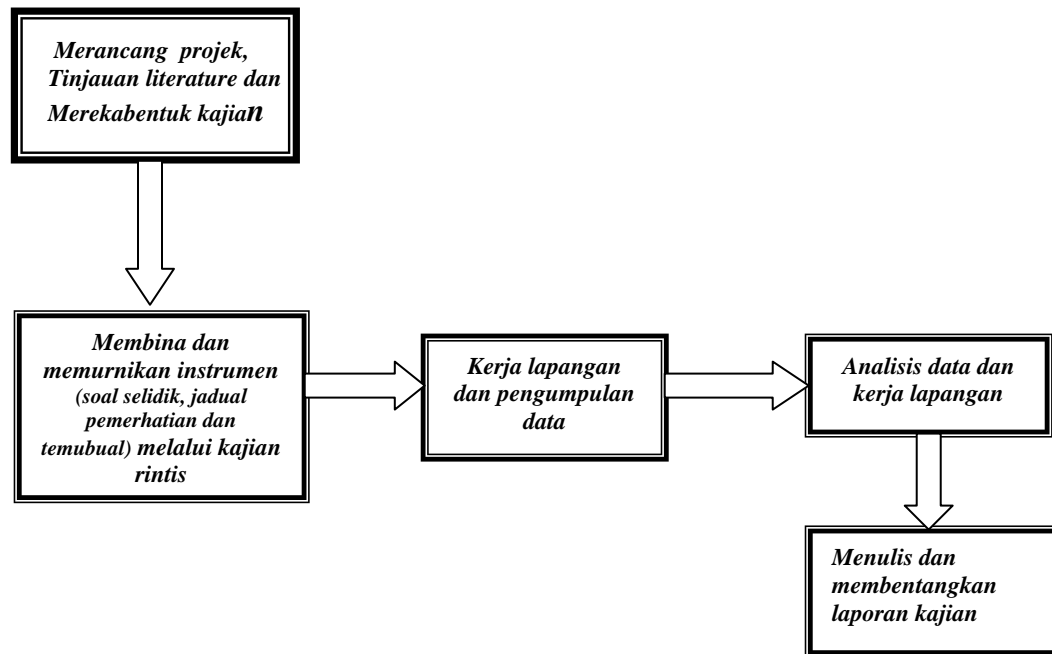 Merancang projek,
Tinjauan literature dan
Merekabentuk kajian
Membina dan
memurnikan instrumen
(soal selidik, jadual
pemerhatian dan
temubual) melalui kajian
rintis
Kerja lapangan
dan pengumpulan
data
Analisis data dan
kerja lapangan
Menulis dan
membentangkan
laporan kajian